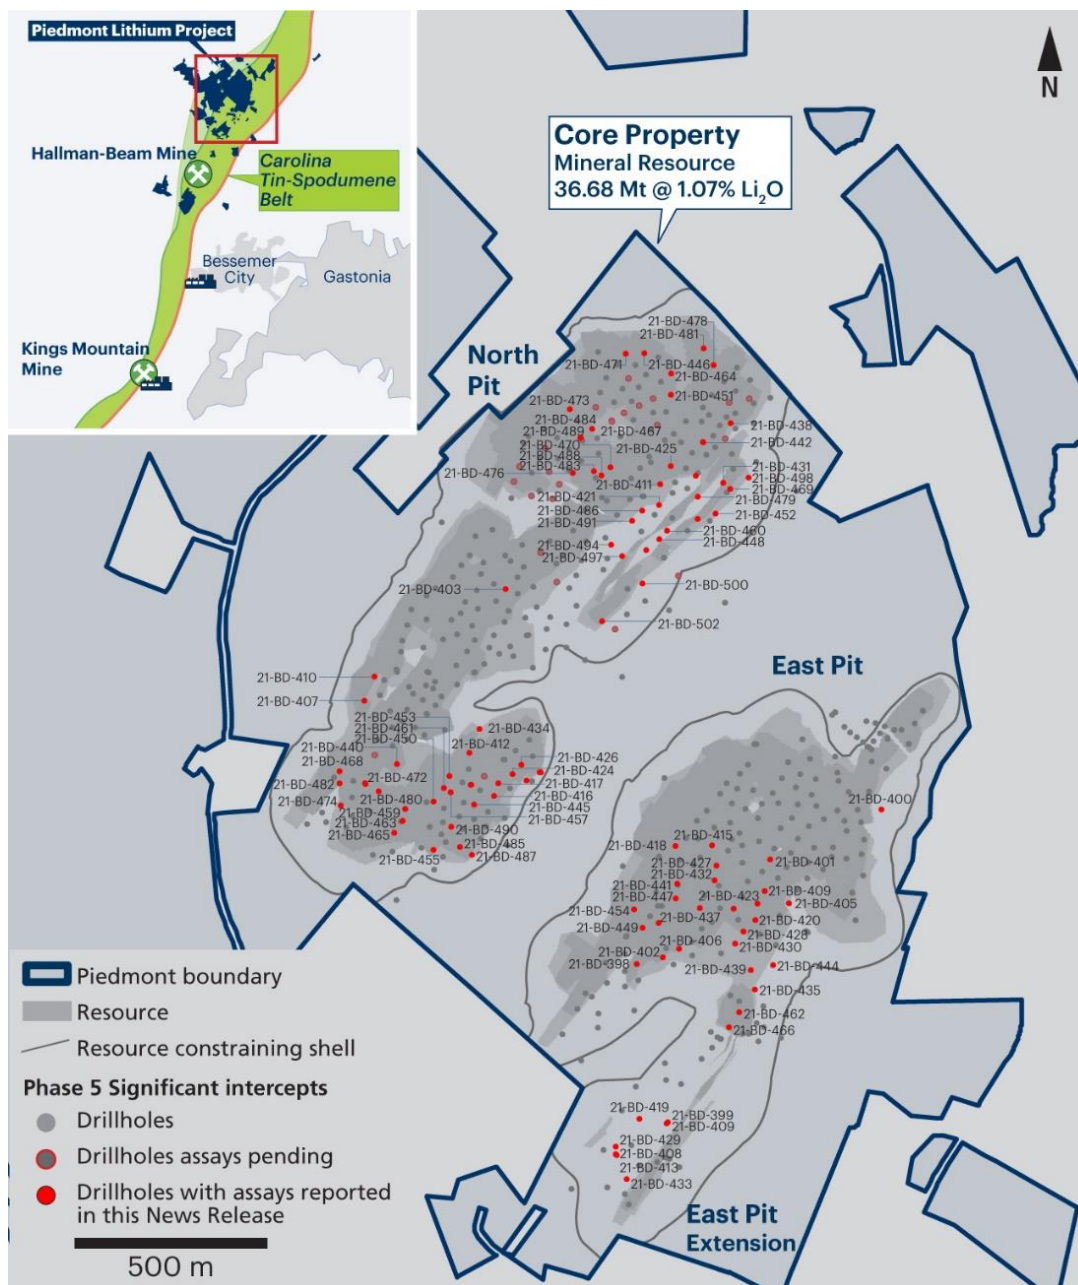 Piedmont Lithium Project
Hallman-Beam Mine
Carolina
Tin-Spodumene
Belt
Bessemer
City
Gastonia
Kings Mountain
Mine
N
Core Property
Mineral Resource
36.68 Mt @ 1.07% Li₂O
North
Pit
21-BD-478
21-BD-481
21-BD-471
21-BD-446
21-BD-464
21-BD-473
21-BD-451
21-BD-484
21-BD-438
21-BD-489
21-BD-467
21-BD-442
21-BD-470
21-BD-425
21-BD-488
21-BD-483
21-BD-431
21-BD-476
21-BD-498
21-BD-411
21-BD-469
21-BD-421
21-BD-479
21-BD-486
21-BD-452
21-BD-491
21-BD-460
21-BD-494
21-BD-448
21-BD-497
21-BD-403
21-BD-500
21-BD-502
East Pit
21-BD-410
21-BD-407
21-BD-453
21-BD-461
21-BD-434
21-BD-450
21-BD-440
21-BD-412
21-BD-426
21-BD-468
21-BD-424
21-BD-482
21-BD-472
21-BD-417
21-BD-416
21-BD-474
21-BD-480
21-BD-445
21-BD-459
21-BD-457
21-BD-463
21-BD-490
21-BD-465
21-BD-485
21-BD-455
21-BD-487
21-BD-400
21-BD-415
21-BD-418
21-BD-427
21-BD-401
21-BD-432
21-BD-441
21-BD-409
21-BD-447
21-BD-423
21-BD-405
21-BD-454
21-BD-437
21-BD-420
21-BD-449
21-BD-428
21-BD-406
21-BD-430
21-BD-402
21-BD-398
21-BD-439
21-BD-444
21-BD-435
21-BD-462
21-BD-466
21-BD-419
21-BD-399
21-BD-409
21-BD-429
21-BD-408
21-BD-413
21-BD-433
East Pit
Extension
Piedmont boundary
Resource
Resource constraining shell
Phase 5 Significant intercepts
Drillholes
Drillholes assays pending
Drillholes with assays reported
in this News Release
500 m